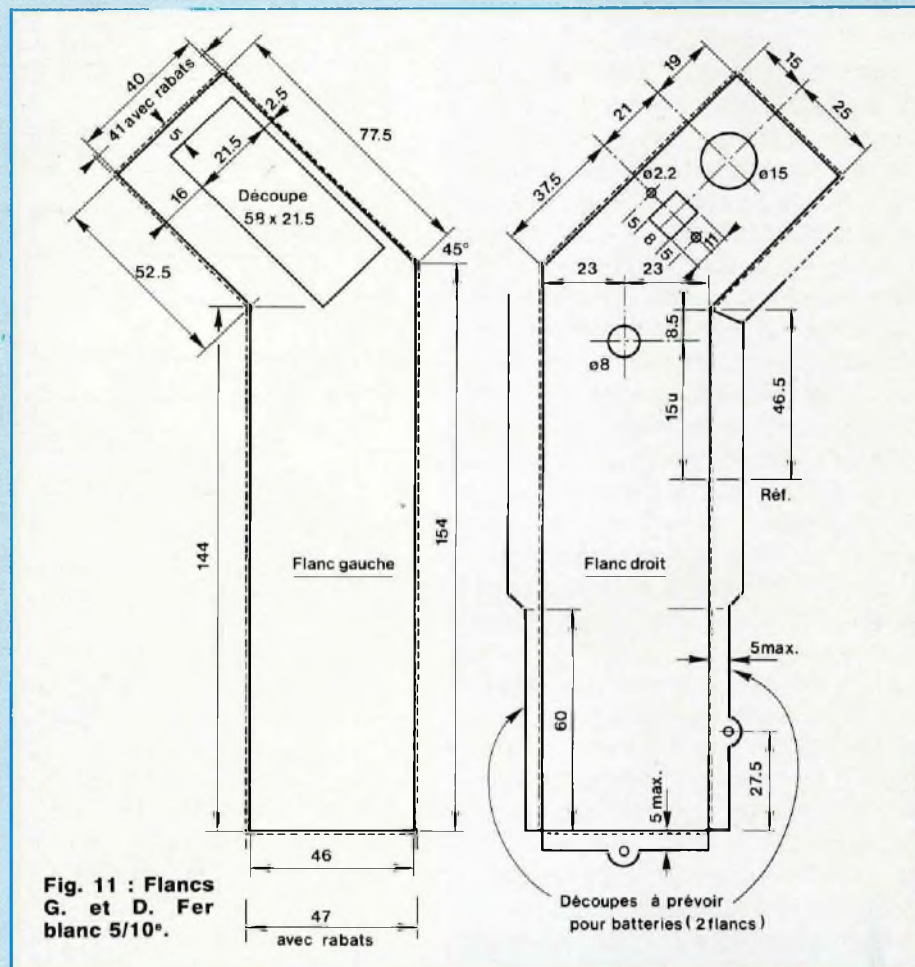 40
41 avec rabats
5
21.5
2.5
77.5
16
Découpe
58 x 21.5
52.5
45°
144
154
Flanc gauche
46
47
avec rabats
19
15
21
25
37.5
ø2.2
ø15
5
8
5
11
23
23
8.5
ø8
15u
46.5
Réf.
Flanc droit
5max.
60
27.5
5max.
Découpes à prévoir
pour batteries (2 flancs)
Fig. 11 : Flancs
G. et D. Fer
blanc 5/10e.